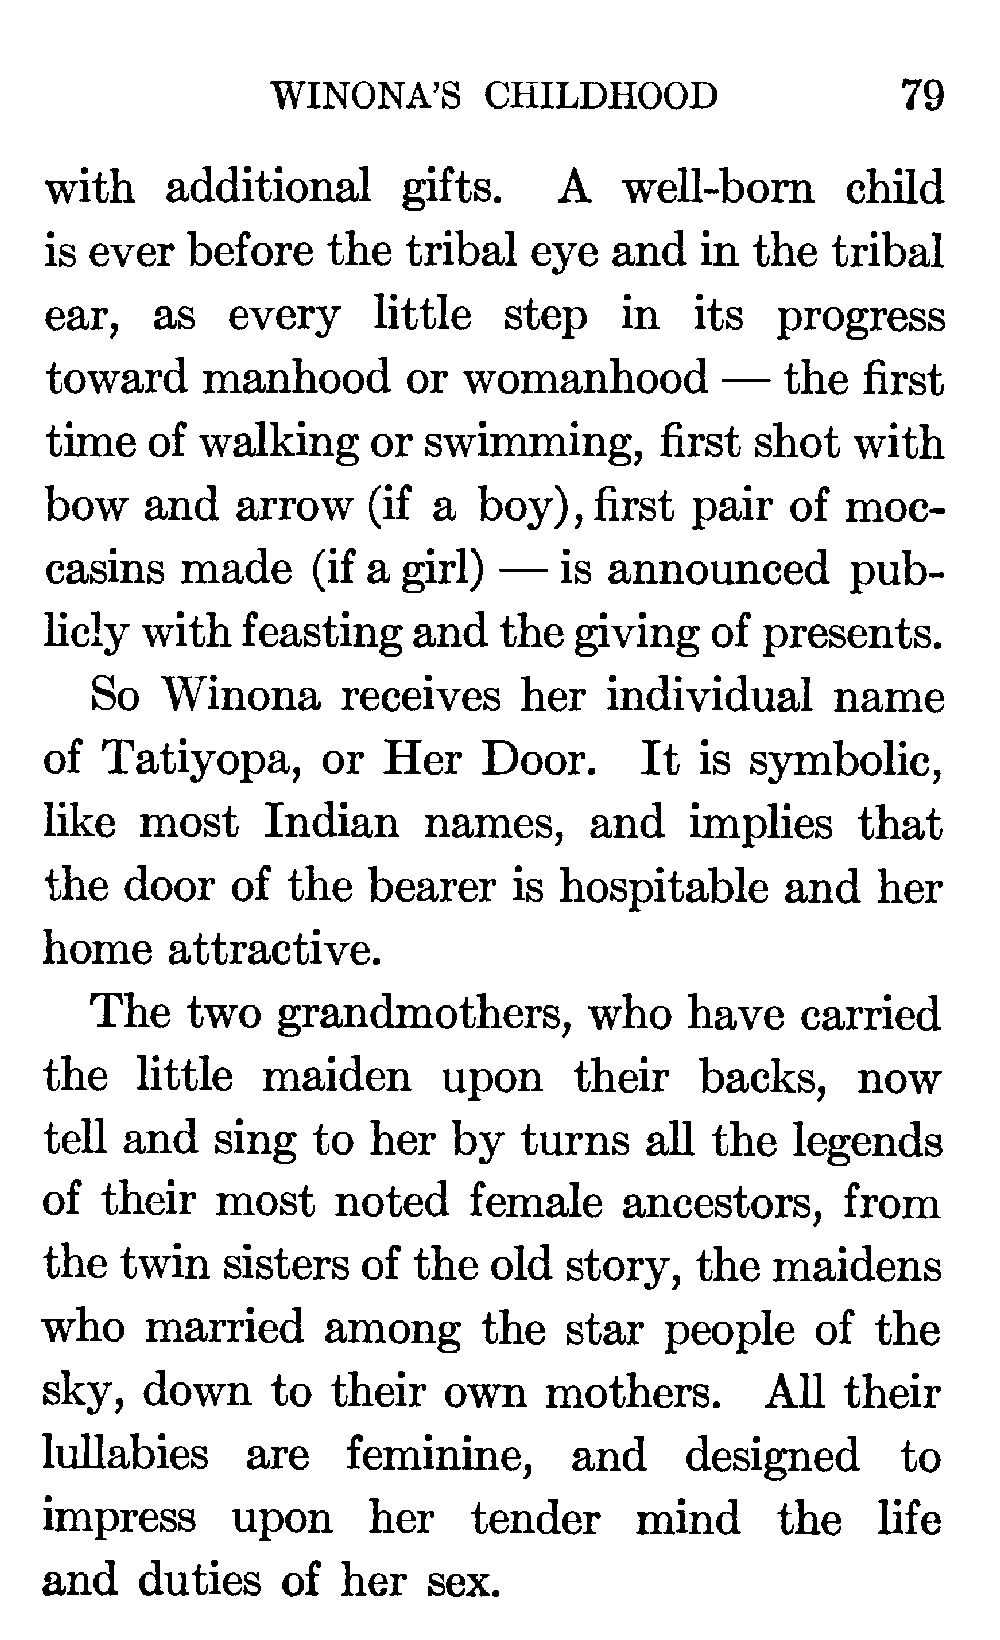 WINONA'S CHILDHOOD 79
with additional gifts. A well-born child
is ever before the tribal eye and in the tribal
ear, as every little step in its progress
toward manhood or womanhood — the first
time of walking or swimming, first shot with
bow and arrow (if a boy), first pair of moc-
casins made (if a girl) — is announced pub-
licly with feasting and the giving of presents.
So Winona receives her individual name
of Tatiyopa, or Her Door. It is symbolic,
like most Indian names, and implies that
the door of the bearer is hospitable and her
home attractive.
The two grandmothers, who have carried
the little maiden upon their backs, now
tell and sing to her by turns all the legends
of their most noted female ancestors, from
the twin sisters of the old story, the maidens
who married among the star people of the
sky, down to their own mothers. All their
lullabies are feminine, and designed to
impress upon her tender mind the life
and duties of her sex.